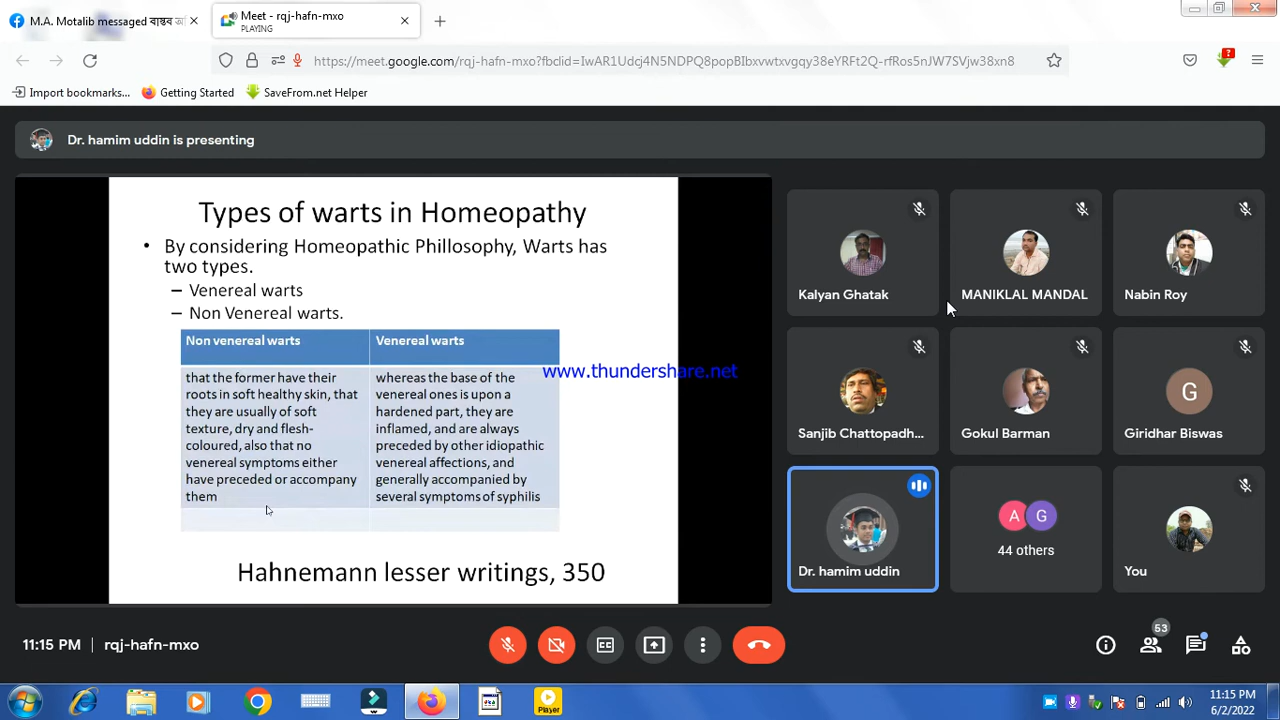 M.A. Motalib messaged বাস্তব অ
Meet - rqj-hafn-mxo
PLAYING
https://meet.google.com/rqj-hafn-mxo?fbclid=IwAR1Udcj4N5NDPQ8popBIbxvwtxvgqy38eYRFt2Q-rfRos5nJW7SVjw38xn8
?
Import bookmarks...
Getting Started
SaveFrom.net Helper
Dr. hamim uddin is presenting
Types of warts in Homeopathy
• By considering Homeopathic Phillosophy, Warts has
two types.
– Venereal warts
– Non Venereal warts.
Non venereal warts
that the former have their
roots in soft healthy skin, that
they are usually of soft
texture, dry and flesh-
coloured, also that no
venereal symptoms either
have preceded or accompany
them
Venereal warts
whereas the base of the
venereal ones is upon a
hardened part, they are
inflamed, and are always
preceded by other idiopathic
venereal affections, and
generally accompanied by
several symptoms of syphilis
www.thundershare.net
Hahnemann lesser writings, 350
Kalyan Ghatak
MANIKLAL MANDAL
Nabin Roy
Sanjib Chattopadh...
Gokul Barman
G
Giridhar Biswas
Dr. hamim uddin
A G
44 others
You
11:15 PM | rqj-hafn-mxo
CC
53
Player
11:15 PM
6/2/2022